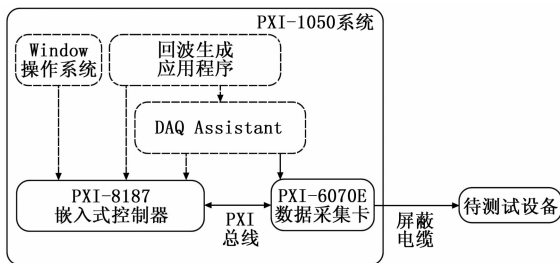 PXI-1050系统
Window
操作系统
回波生成
应用程序
DAQ Assistant
PXI-8187
嵌入式控制器
PXI
总线
PXI-6070E
数据采集卡
屏蔽
电缆
待测试设备